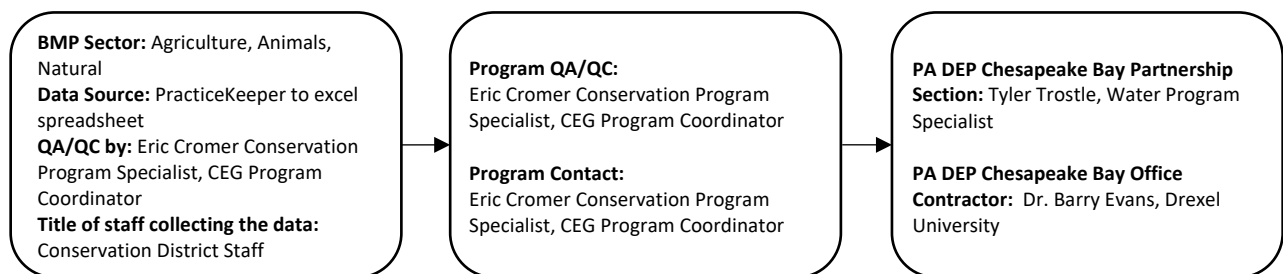 BMP Sector: Agriculture, Animals,
Natural
Data Source: PracticeKeeper to excel
spreadsheet
QA/QC by: Eric Cromer Conservation
Program Specialist, CEG Program
Coordinator
Title of staff collecting the data:
Conservation District Staff
Program QA/QC:
Eric Cromer Conservation Program
Specialist, CEG Program Coordinator
Program Contact:
Eric Cromer Conservation Program
Specialist, CEG Program Coordinator
PA DEP Chesapeake Bay Partnership
Section: Tyler Trostle, Water Program
Specialist
PA DEP Chesapeake Bay Office
Contractor: Dr. Barry Evans, Drexel
University